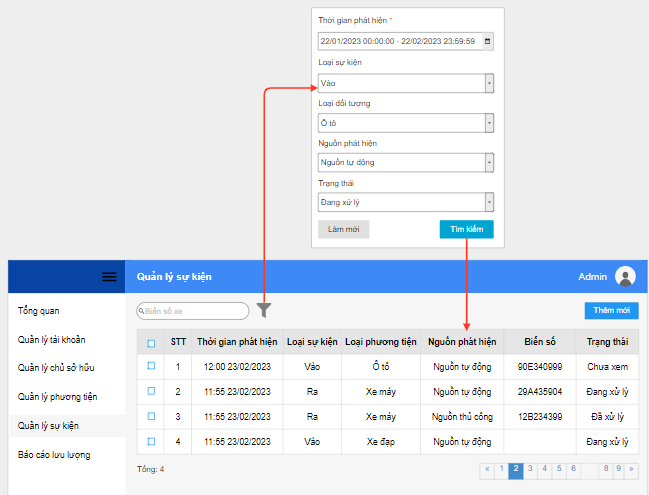 Thời gian phát hiện *
22/01/2023 00:00:00 - 22/02/2023 23:59:59
Loại sự kiện
Vào
Loại đối tượng
Ô tô
Nguồn phát hiện
Nguồn tự động
Trạng thái
Đang xử lý
Làm mới Tìm kiếm
Quản lý sự kiện Admin
Tổng quan
Quản lý tài khoản
Quản lý chủ sở hữu
Quản lý phương tiện
Quản lý sự kiện
Báo cáo lưu lượng
Biển số xe Thêm mới
STT Thời gian phát hiện Loại sự kiện Loại phương tiện Nguồn phát hiện Biển số Trạng thái
1 12:00 23/02/2023 Vào Ô tô Nguồn tự động 90E340999 Chưa xem
2 11:55 23/02/2023 Ra Xe máy Nguồn tự động 29A435904 Đang xử lý
3 11:55 23/02/2023 Ra Xe máy Nguồn thủ công 12B234399 Đã xử lý
4 11:55 23/02/2023 Vào Xe đạp Nguồn tự động Đang xử lý
Tổng: 4 « 1 2 3 4 5 6 8 9 »